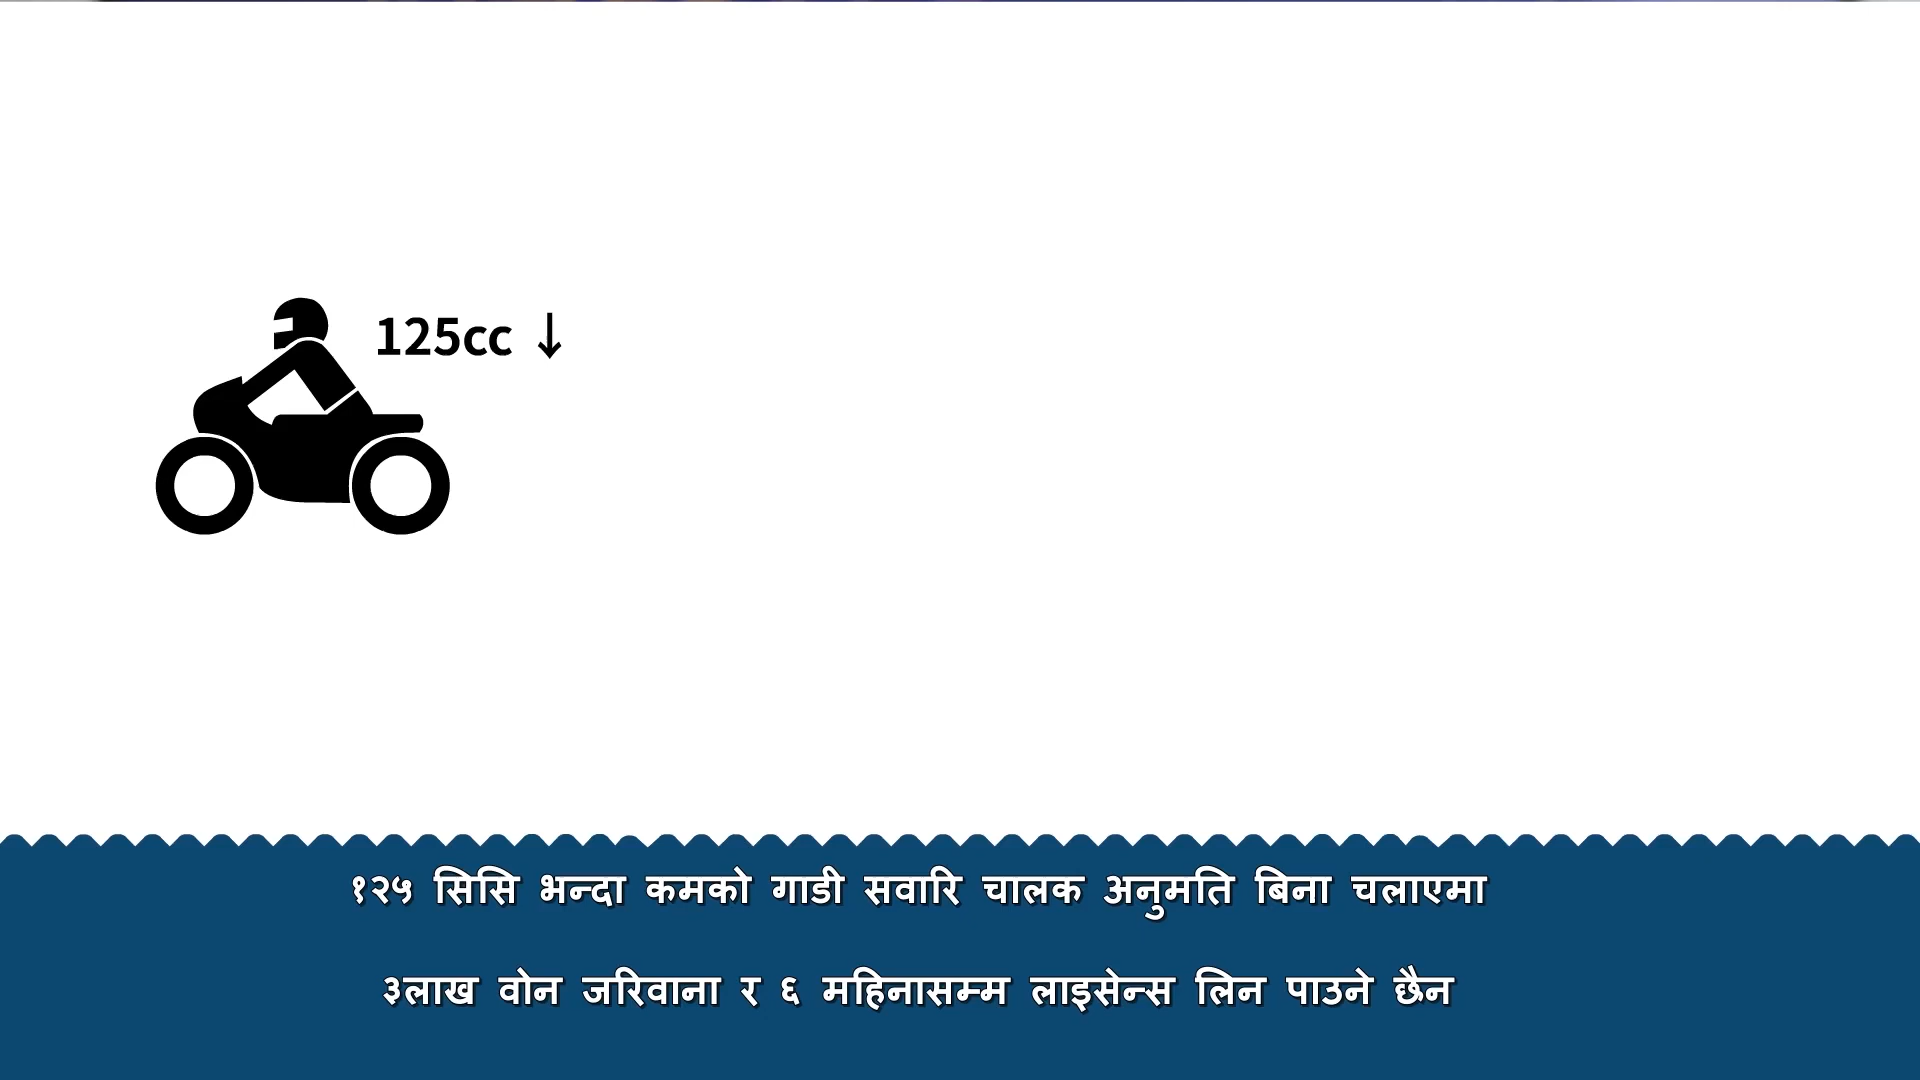 125cc ↓
१२५ सिसि भन्दा कमको गाडी सवारि चालक अनुमति बिना चलाएमा
३लाख वोन जरिवाना र ६ महिनासम्म लाइसेन्स लिन पाउने छैन